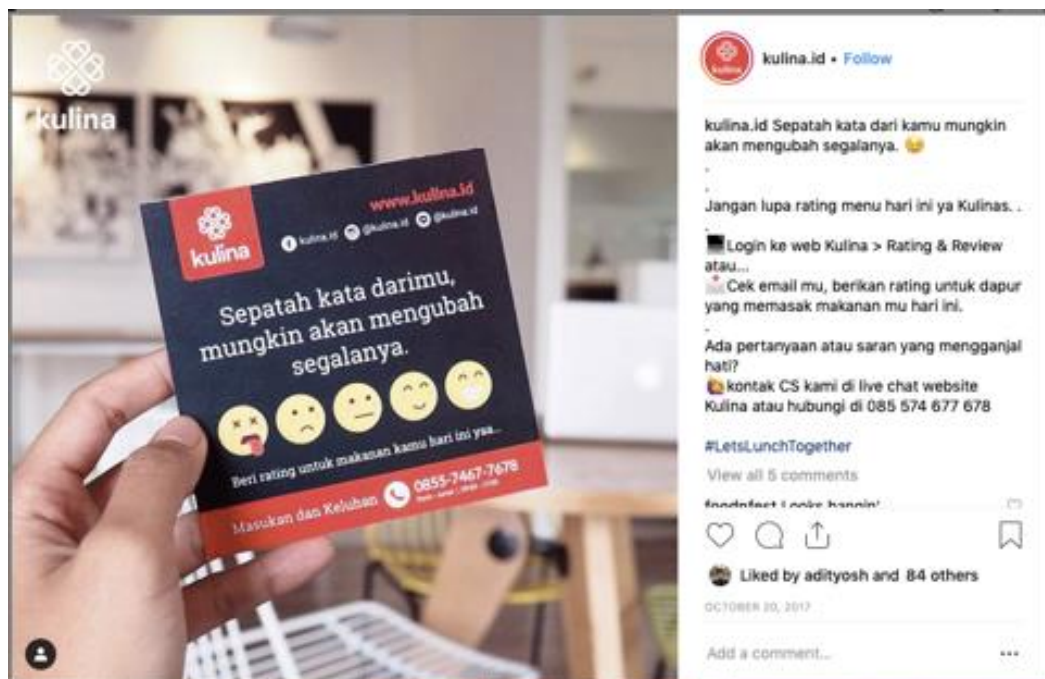 kulina
kulina
www.kulina.id
kulina.id @kulina.id @kulina.id
Sepatah kata darimu,
mungkin akan mengubah
segalanya.
Beri rating untuk makanan kamu hari ini yaa...
Masukan dan Keluhan 0855-7467-7678
kulina.id • Follow
kulina.id Sepatah kata dari kamu mungkin
akan mengubah segalanya. 😉
.
.
Jangan lupa rating menu hari ini ya Kulinas. .
.
Login ke web Kulina > Rating & Review
atau...
Cek email mu, berikan rating untuk dapur
yang memasak makanan mu hari ini.
.
Ada pertanyaan atau saran yang mengganjal
hati?
kontak CS kami di live chat website
Kulina atau hubungi di 085 574 677 678
#LetsLunchTogether
View all 5 comments
Looks
Liked by adityosh and 84 others
OCTOBER 20, 2017
Add a comment...